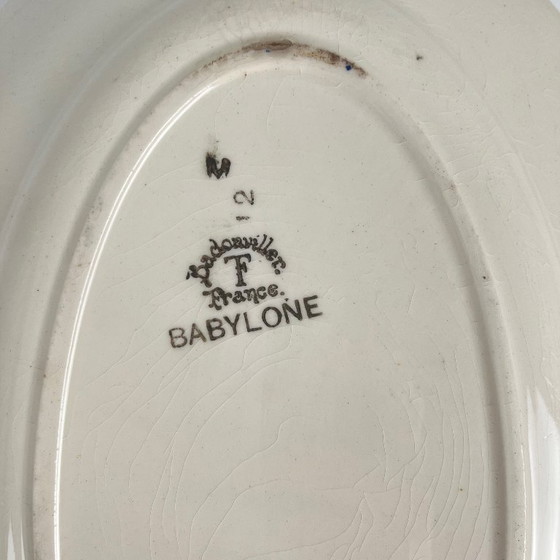 12
Badonviller.
F
France.
BABYLONE